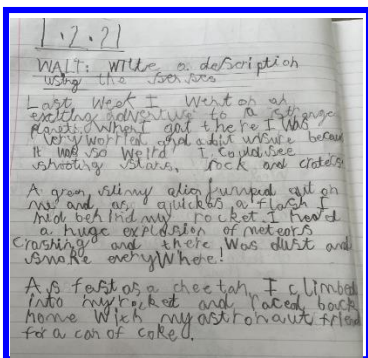 1.2.21
WALT: Write a description
using the senses
Last week I went on an
exciting adventure to a strange
planet. When I got there I was
very worried and a bit unsure because
it was so weird. I could see
shooting stars, rock and craters.
A green, slimy alien jumped out on
me and as quick as a flash I
hid behind my rocket. I heard
a huge explosion of meteors
crashing and there was dust and
smoke everywhere!
As fast as a cheetah, I climbed
into my rocket and raced back
home with my astronaut friend
for a can of coke.